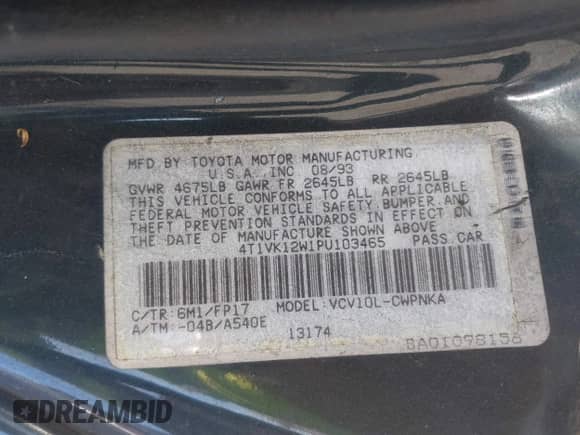 MFD BY TOYOTA MOTOR MANUFACTURING
U.S.A. INC 08/93
GVWR 4675LB GAWR FR 2645LB RR 2645LB
THIS VEHICLE CONFORMS TO ALL APPLICABLE
FEDERAL MOTOR VEHICLE SAFETY, BUMPER, AND
THEFT PREVENTION STANDARDS IN EFFECT ON
THE DATE OF MANUFACTURE SHOWN ABOVE
4T1VK12W1PU103465 PASS. CAR
C/TR: 6M1/FP17 MODEL: VCV10L-CWPNKA
A/TM: -04B/A540E 13174
BA01098156
DREAMBID